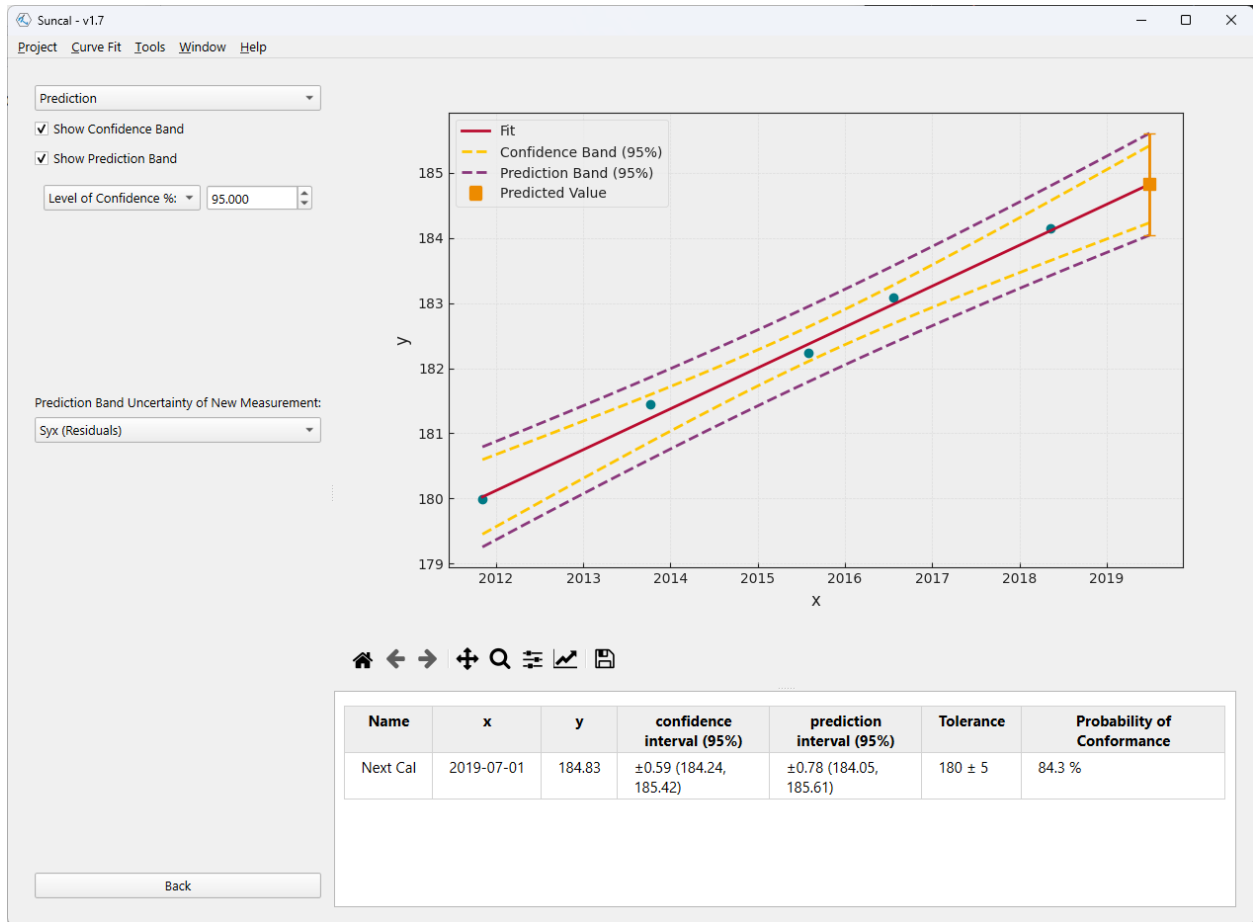 Suncal - v1.7
Project Curve Fit Tools Window Help
Prediction
Show Confidence Band
Show Prediction Band
Level of Confidence %: 95.000
Prediction Band Uncertainty of New Measurement:
Syx (Residuals)
Back
Fit
Confidence Band (95%)
Prediction Band (95%)
Predicted Value
185
184
183
182
181
180
179
y
2012 2013 2014 2015 2016 2017 2018 2019
x
Name x y confidence interval (95%) prediction interval (95%) Tolerance Probability of Conformance
Next Cal 2019-07-01 184.83 ±0.59 (184.24, 185.42) ±0.78 (184.05, 185.61) 180 ± 5 84.3 %